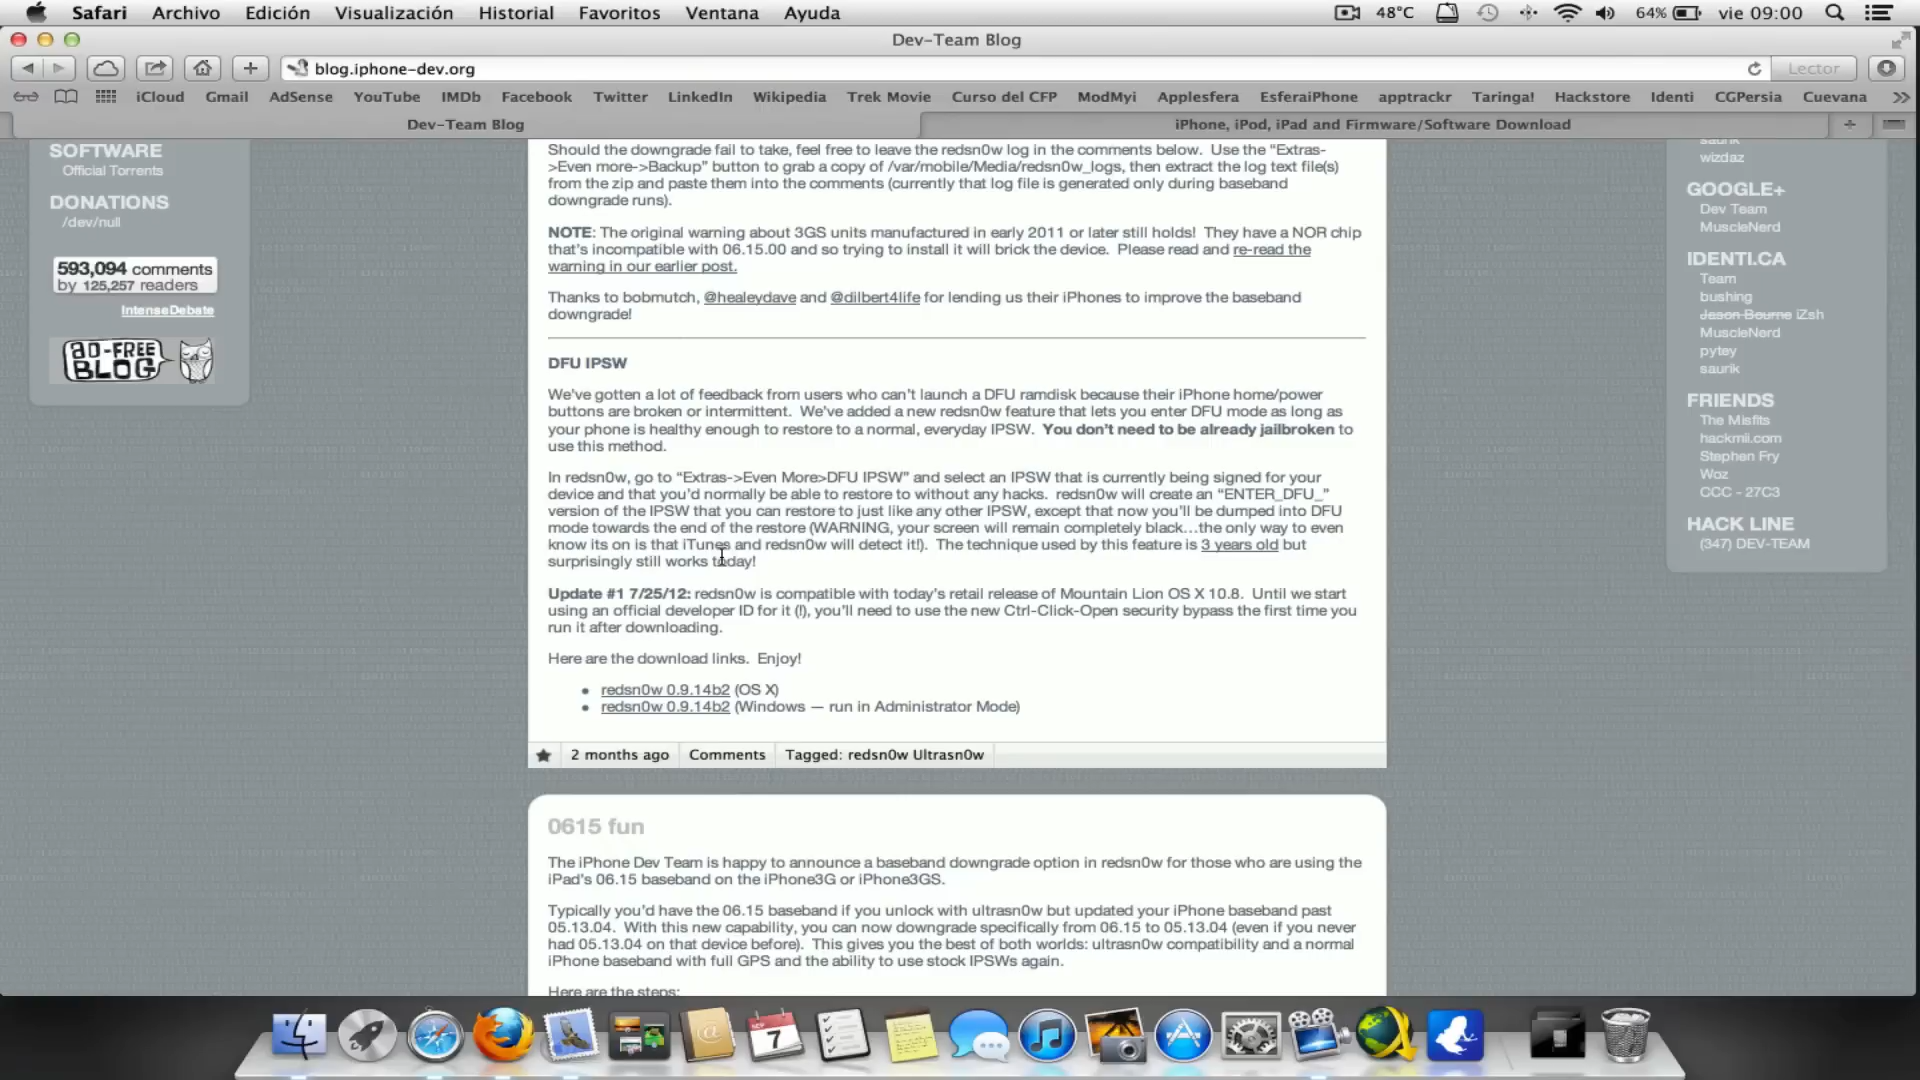 Safari Archivo Edición Visualización Historial Favoritos Ventana Ayuda 48°C 64% vie 09:00
Dev-Team Blog
blog.iphone-dev.org Lector
iCloud Gmail AdSense YouTube IMDb Facebook Twitter LinkedIn Wikipedia Trek Movie Curso del CFP ModMyi Applesfera EsferaiPhone apptrackr Taringa! Hackstore Identi CGPersia Cuevana
Dev-Team Blog iPhone, iPod, iPad and Firmware/Software Download
SOFTWARE
Official Torrents
DONATIONS
/dev/null
593,094 comments
by 125,257 readers
IntenseDebate
AD-FREE
BLOG
Should the downgrade fail to take, feel free to leave the redsn0w log in the comments below. Use the “Extras-
>Even more->Backup” button to grab a copy of /var/mobile/Media/redsn0w_logs, then extract the log text file(s)
from the zip and paste them into the comments (currently that log file is generated only during baseband
downgrade runs).
NOTE: The original warning about 3GS units manufactured in early 2011 or later still holds! They have a NOR chip
that’s incompatible with 06.15.00 and so trying to install it will brick the device. Please read and re-read the
warning in our earlier post.
Thanks to bobmutch, @healeydave and @dilbert4life for lending us their iPhones to improve the baseband
downgrade!
DFU IPSW
We’ve gotten a lot of feedback from users who can’t launch a DFU ramdisk because their iPhone home/power
buttons are broken or intermittent. We’ve added a new redsn0w feature that lets you enter DFU mode as long as
your phone is healthy enough to restore to a normal, everyday IPSW. You don’t need to be already jailbroken to
use this method.
In redsn0w, go to “Extras->Even More>DFU IPSW” and select an IPSW that is currently being signed for your
device and that you’d normally be able to restore to without any hacks. redsn0w will create an “ENTER_DFU_”
version of the IPSW that you can restore to just like any other IPSW, except that now you’ll be dumped into DFU
mode towards the end of the restore (WARNING, your screen will remain completely black…the only way to even
know its on is that iTunes and redsn0w will detect it!). The technique used by this feature is 3 years old but
surprisingly still works today!
Update #1 7/25/12: redsn0w is compatible with today’s retail release of Mountain Lion OS X 10.8. Until we start
using an official developer ID for it (!), you’ll need to use the new Ctrl-Click-Open security bypass the first time you
run it after downloading.
Here are the download links. Enjoy!
redsn0w 0.9.14b2 (OS X)
redsn0w 0.9.14b2 (Windows — run in Administrator Mode)
2 months ago Comments Tagged: redsn0w Ultrasn0w
0615 fun
The iPhone Dev Team is happy to announce a baseband downgrade option in redsn0w for those who are using the
iPad’s 06.15 baseband on the iPhone3G or iPhone3GS.
Typically you’d have the 06.15 baseband if you unlock with ultrasn0w but updated your iPhone baseband past
05.13.04. With this new capability, you can now downgrade specifically from 06.15 to 05.13.04 (even if you never
had 05.13.04 on that device before). This gives you the best of both worlds: ultrasn0w compatibility and a normal
iPhone baseband with full GPS and the ability to use stock IPSWs again.
Here are the steps:
saurik
wizdaz
GOOGLE+
Dev Team
MuscleNerd
IDENTI.CA
Team
bushing
Jason Bourne iZsh
MuscleNerd
pytey
saurik
FRIENDS
The Misfits
hackmii.com
Stephen Fry
Woz
CCC - 27C3
HACK LINE
(347) DEV-TEAM
SEP
7